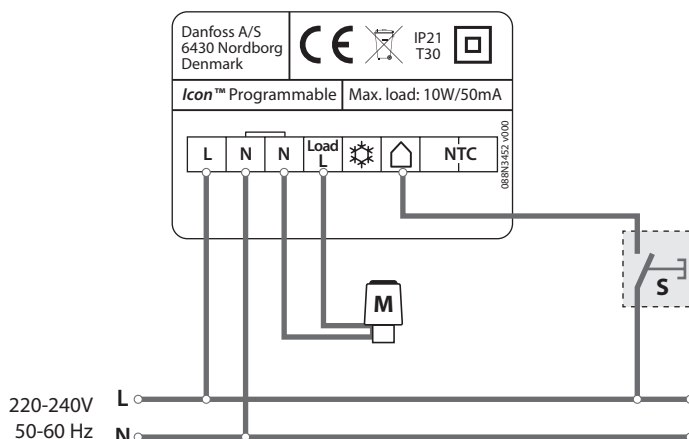 Danfoss A/S
6430 Nordborg
Denmark
CE
IP21
T30
Icon™ Programmable
Max. load: 10W/50mA
088N3452 v000
L N N Load L NTC
M
S
220-240V
50-60 Hz
L
N